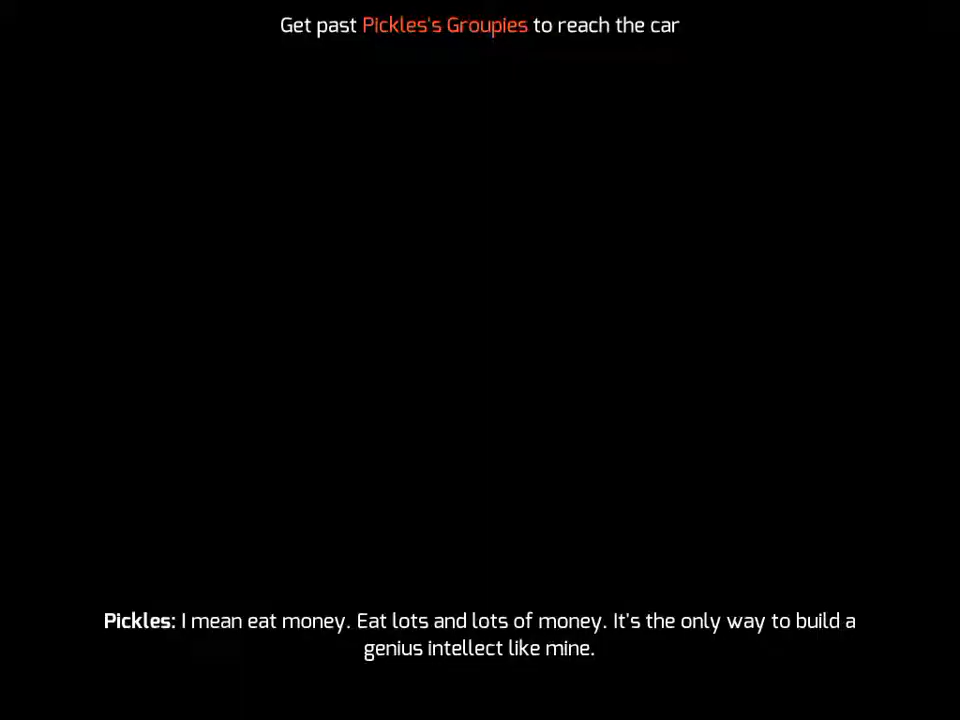 Get past Pickles's Groupies to reach the car
Pickles: I mean eat money. Eat lots and lots of money. It's the only way to build a
genius intellect like mine.